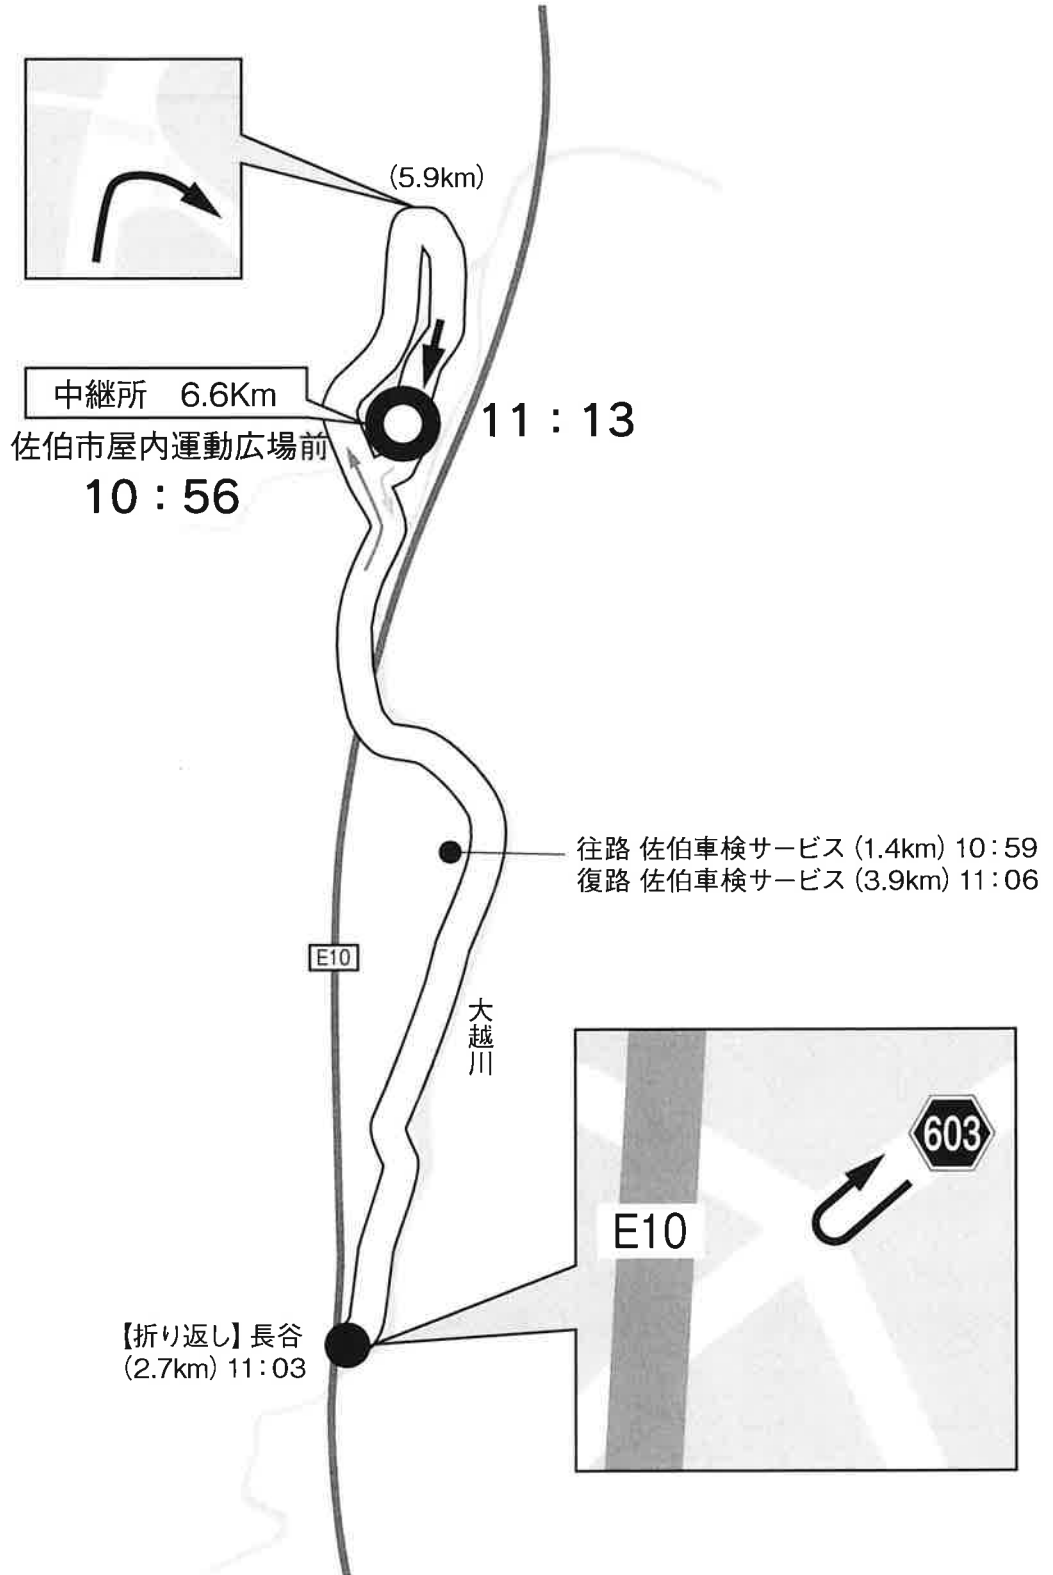 (5.9km)
中継所　6.6Km
佐伯市屋内運動広場前
10：56
11：13
往路 佐伯車検サービス (1.4km) 10：59
復路 佐伯車検サービス (3.9km) 11：06
E10
大越川
603
E10
【折り返し】長谷
(2.7km) 11：03